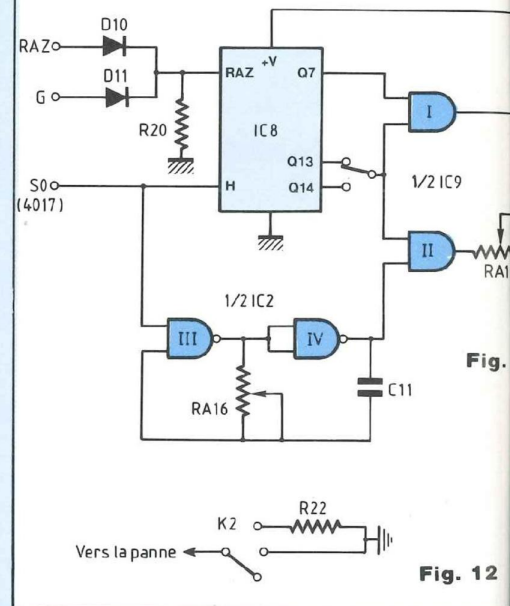 D10
+V
RAZ
RAZ Q7
D11
G
I
R20
IC8
Q13
1/2 IC9
S0
H Q14
(4017)
II
RA1
1/2 IC2
III
IV
Fig.
C11
RA16
R22
K2
Vers la panne
Fig. 12